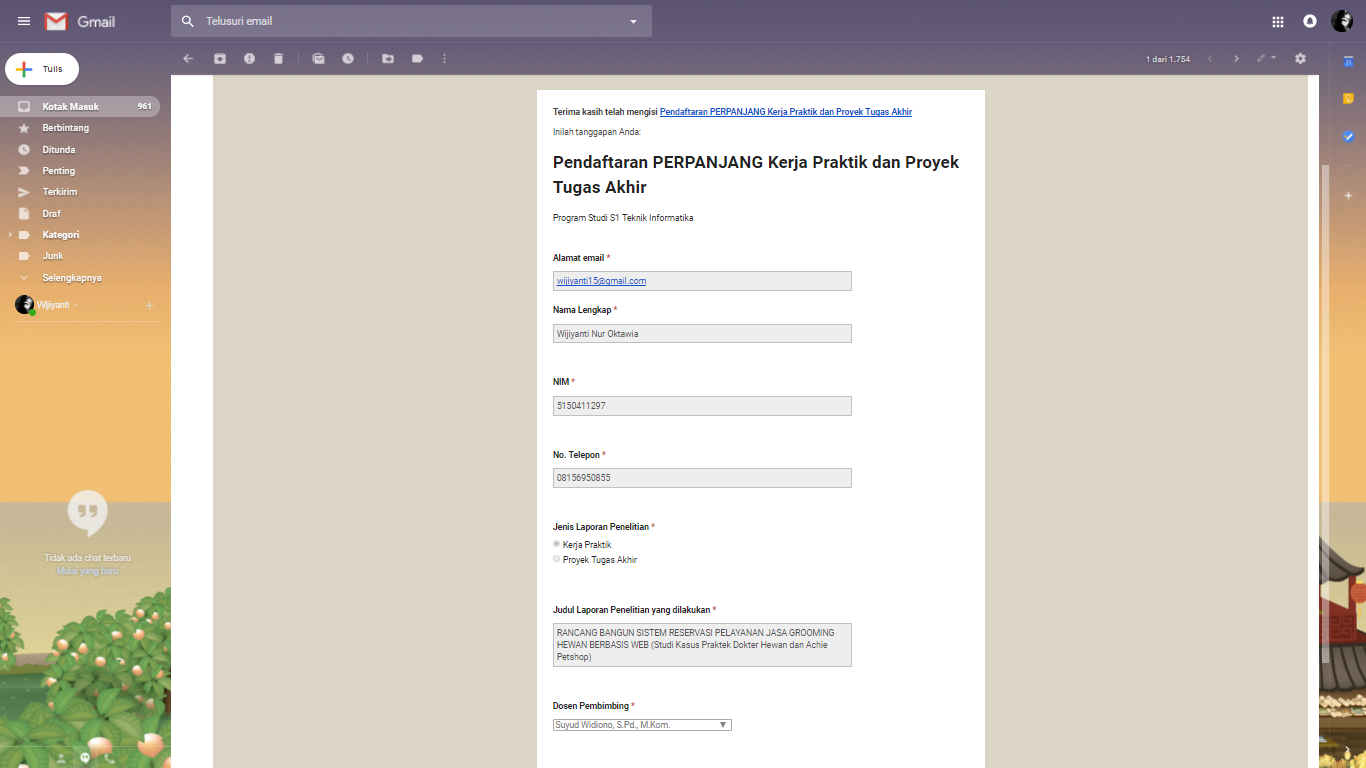 Gmail
Telusuri email
Tulis
1 dari 1.754
Kotak Masuk 961
Berbintang
Ditunda
Penting
Terkirim
Draf
Kategori
Junk
Selengkapnya
Wijiyanti
Tidak ada chat terbaru
Mulai yang baru
Terima kasih telah mengisi Pendaftaran PERPANJANG Kerja Praktik dan Proyek Tugas Akhir
Inilah tanggapan Anda:
Pendaftaran PERPANJANG Kerja Praktik dan Proyek
Tugas Akhir
Program Studi S1 Teknik Informatika
Alamat email *
wijiyanti15@gmail.com
Nama Lengkap *
Wijiyanti Nur Oktawia
NIM *
5150411297
No. Telepon *
08156950855
Jenis Laporan Penelitian *
Kerja Praktik
Proyek Tugas Akhir
Judul Laporan Penelitian yang dilakukan *
RANCANG BANGUN SISTEM RESERVASI PELAYANAN JASA GROOMING
HEWAN BERBASIS WEB (Studi Kasus Praktek Dokter Hewan dan Achie
Petshop)
Dosen Pembimbing *
Suyud Widiono, S.Pd., M.Kom.